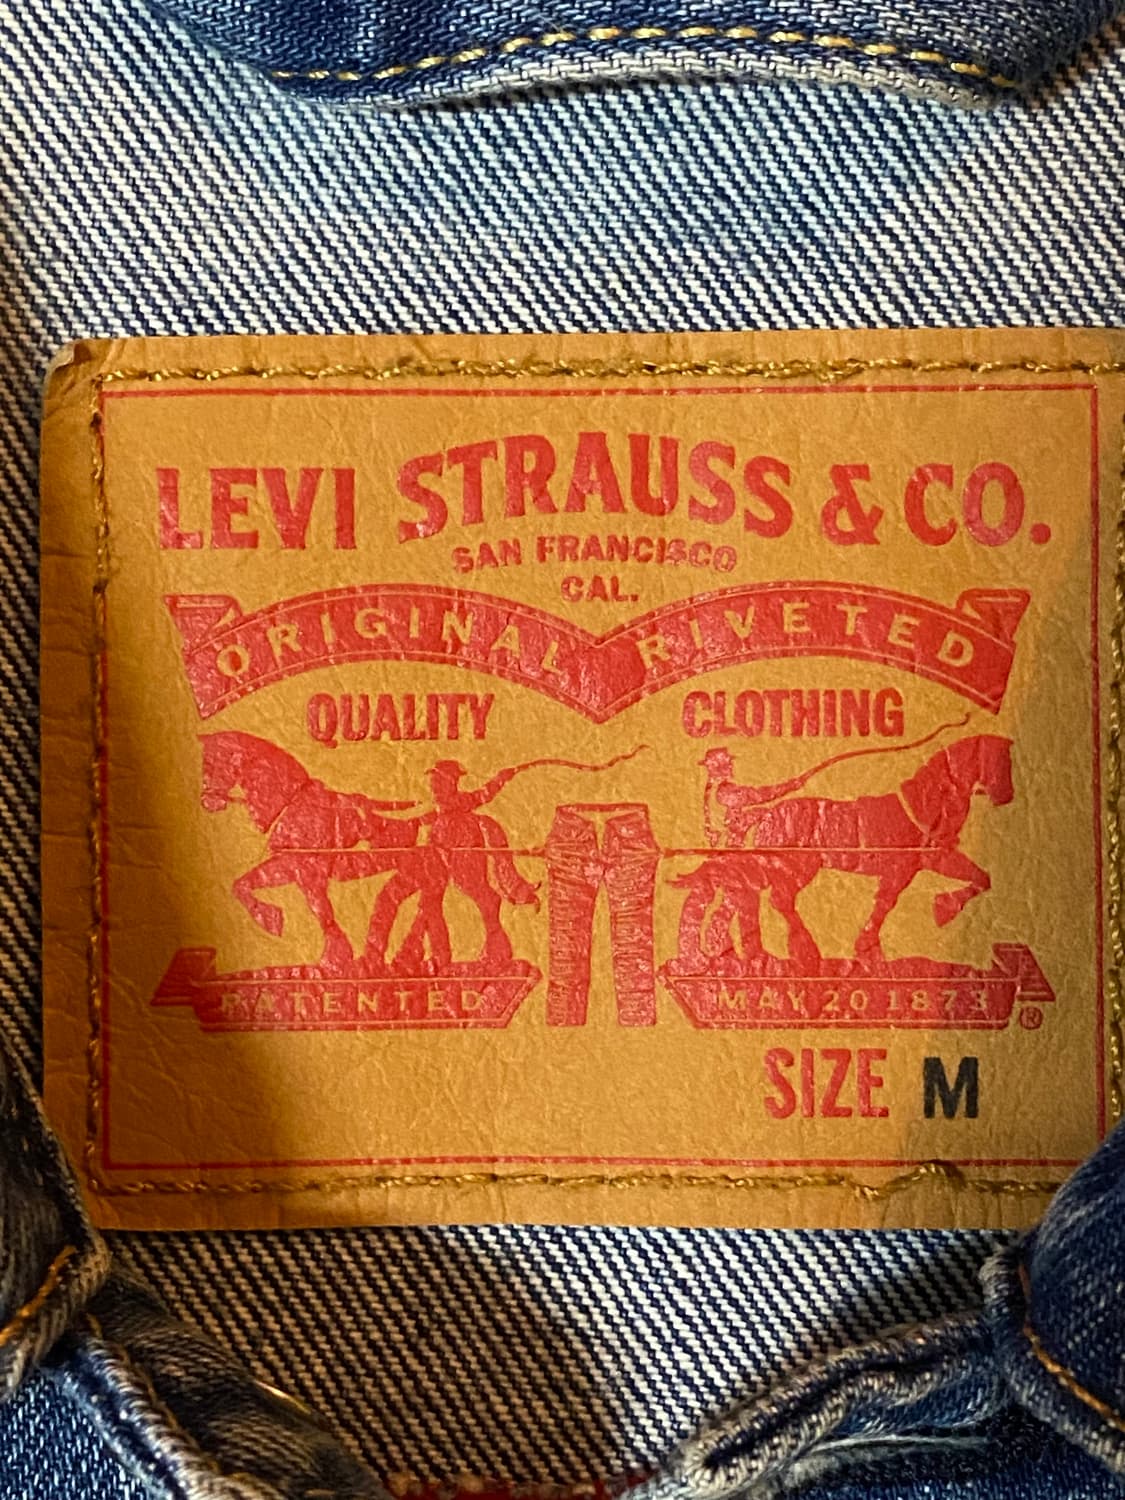 LEVI STRAUSS & CO.
SAN FRANCISCO
CAL.
ORIGINAL RIVETED
QUALITY CLOTHING
PATENTED MAY 20 1873 ®
SIZE M